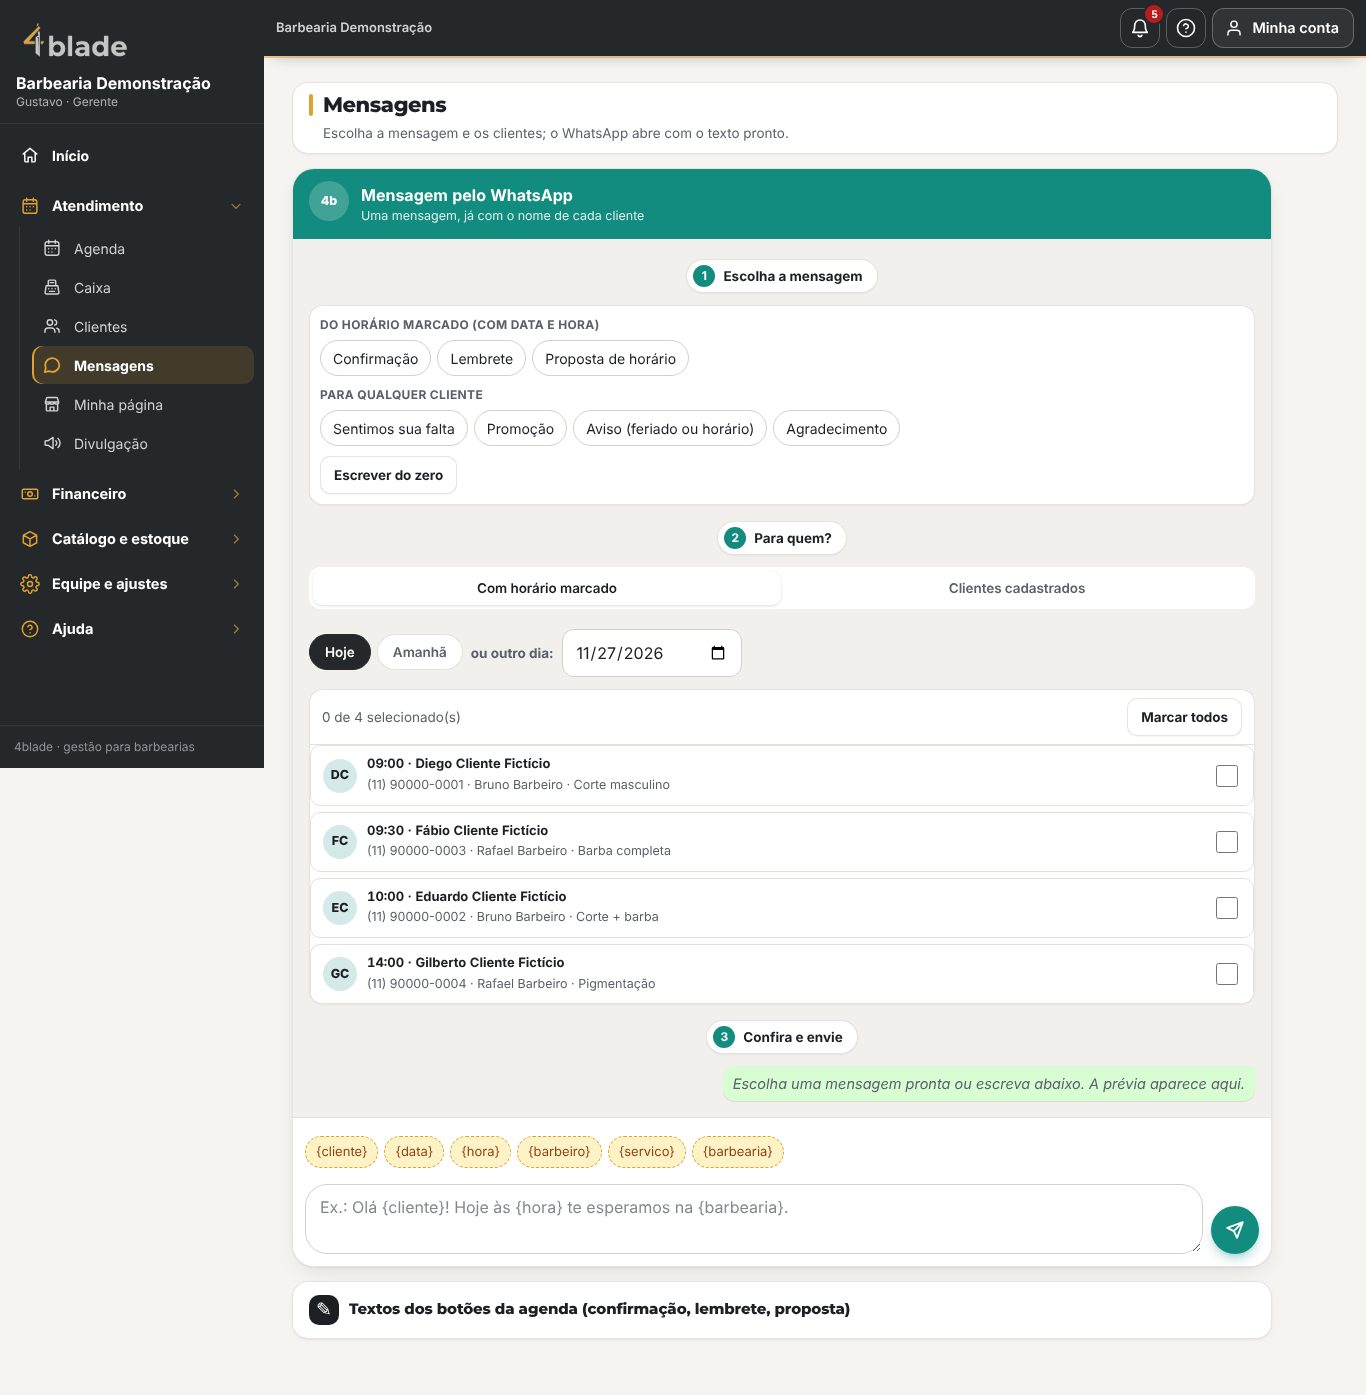 4blade
Barbearia Demonstração
Gustavo · Gerente
Início
Atendimento
Agenda
Caixa
Clientes
Mensagens
Minha página
Divulgação
Financeiro
Catálogo e estoque
Equipe e ajustes
Ajuda
4blade · gestão para barbearias
Barbearia Demonstração
5
Minha conta
Mensagens
Escolha a mensagem e os clientes; o WhatsApp abre com o texto pronto.
4b
Mensagem pelo WhatsApp
Uma mensagem, já com o nome de cada cliente
1 Escolha a mensagem
DO HORÁRIO MARCADO (COM DATA E HORA)
Confirmação Lembrete Proposta de horário
PARA QUALQUER CLIENTE
Sentimos sua falta Promoção Aviso (feriado ou horário) Agradecimento
Escrever do zero
2 Para quem?
Com horário marcado Clientes cadastrados
Hoje Amanhã ou outro dia: 11/27/2026
0 de 4 selecionado(s) Marcar todos
DC
09:00 · Diego Cliente Fictício
(11) 90000-0001 · Bruno Barbeiro · Corte masculino
FC
09:30 · Fábio Cliente Fictício
(11) 90000-0003 · Rafael Barbeiro · Barba completa
EC
10:00 · Eduardo Cliente Fictício
(11) 90000-0002 · Bruno Barbeiro · Corte + barba
GC
14:00 · Gilberto Cliente Fictício
(11) 90000-0004 · Rafael Barbeiro · Pigmentação
3 Confira e envie
Escolha uma mensagem pronta ou escreva abaixo. A prévia aparece aqui.
{cliente} {data} {hora} {barbeiro} {servico} {barbearia}
Ex.: Olá {cliente}! Hoje às {hora} te esperamos na {barbearia}.
Textos dos botões da agenda (confirmação, lembrete, proposta)